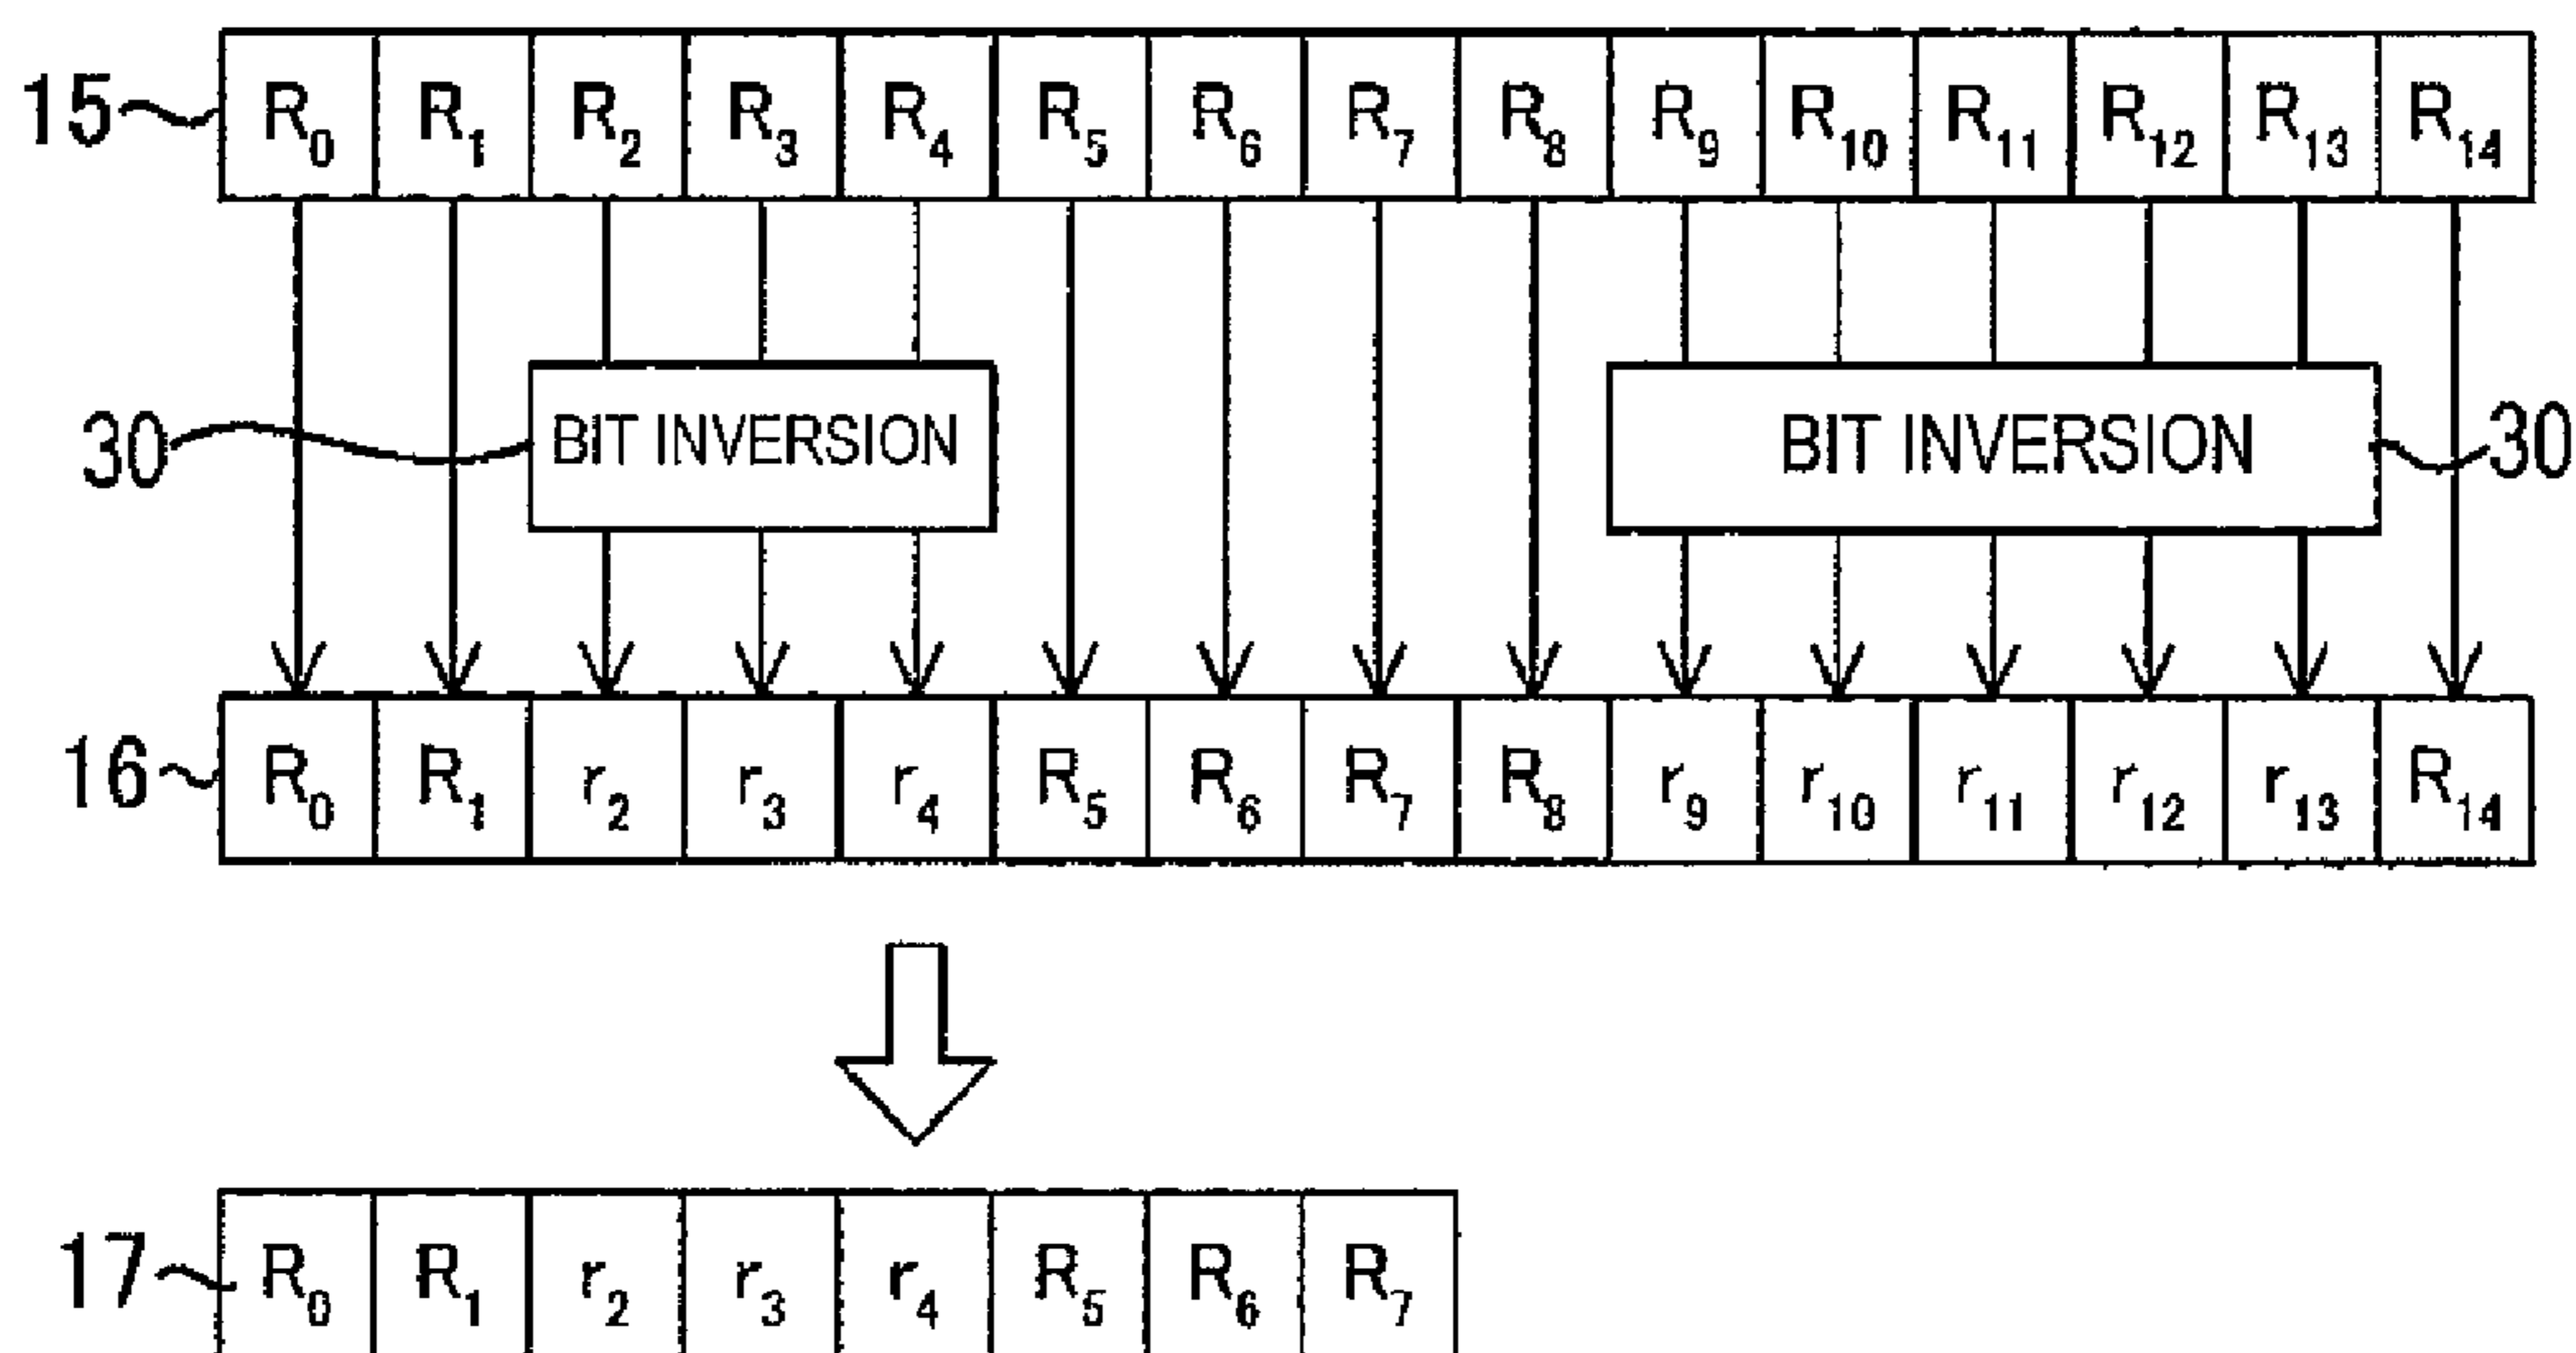 15 R₀ R₁ R₂ R₃ R₄ R₅ R₆ R₇ R₈ R₉ R₁₀ R₁₁ R₁₂ R₁₃ R₁₄
30 BIT INVERSION BIT INVERSION 30
16 R₀ R₁ r₂ r₃ r₄ R₅ R₆ R₇ R₈ r₉ r₁₀ r₁₁ r₁₂ r₁₃ R₁₄
17 R₀ R₁ r₂ r₃ r₄ R₅ R₆ R₇